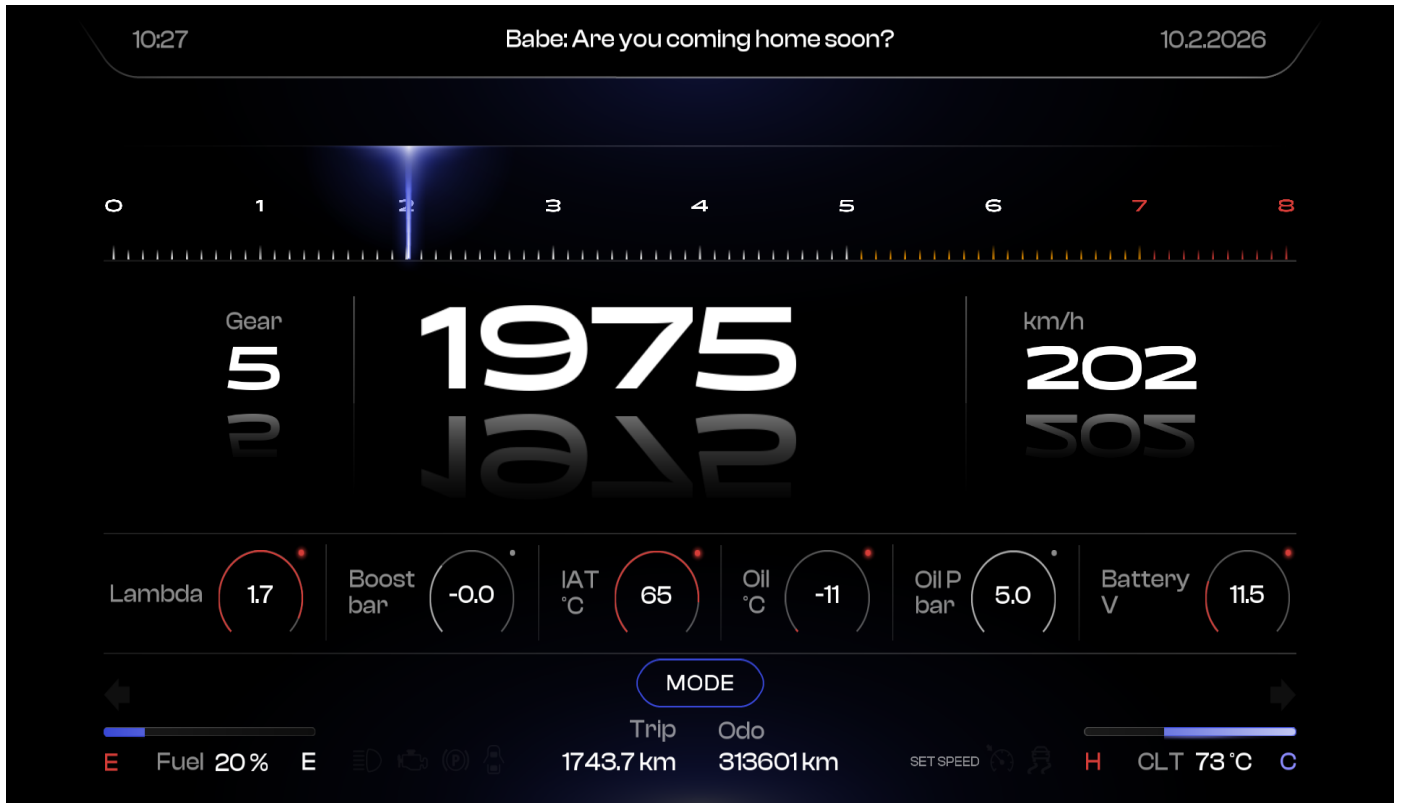 10:27 Babe: Are you coming home soon? 10.2.2026
0 1 2 3 4 5 6 7 8
Gear
5
1975
km/h
202
Lambda
1.7
Boost
bar
-0.0
IAT
°C
65
Oil
°C
-11
Oil P
bar
5.0
Battery
V
11.5
MODE
E Fuel 20 % E
Trip
1743.7 km
Odo
313601 km
SET SPEED
H CLT 73 °C C